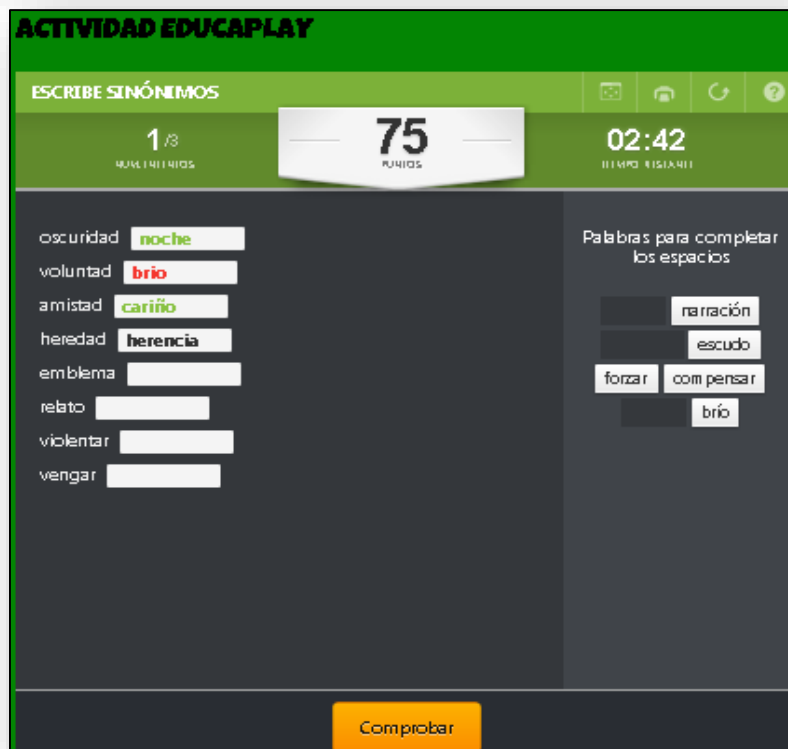 ACTIVIDAD EDUCAPLAY
ESCRIBE SINÓNIMOS
1/3
75
02:42
oscuridad noche
voluntad brio
amistad cariño
heredad herencia
emblema
relato
violentar
vengar
Palabras para completar
los espacios
narración
escudo
forzar compensar
brío
Comprobar